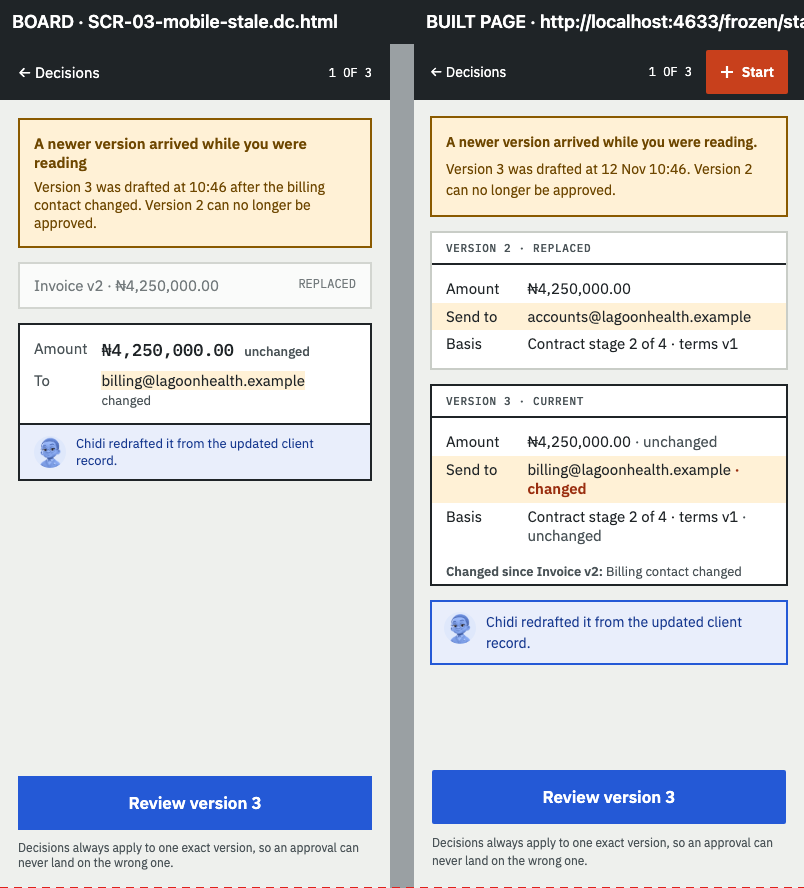 BOARD · SCR-03-mobile-stale.dc.html
← Decisions
1 OF 3
A newer version arrived while you were
reading
Version 3 was drafted at 10:46 after the billing
contact changed. Version 2 can no longer be
approved.
Invoice v2 · ₦4,250,000.00
REPLACED
Amount ₦4,250,000.00 unchanged
To billing@lagoonhealth.example
changed
Chidi redrafted it from the updated client
record.
Review version 3
Decisions always apply to one exact version, so an approval can
never land on the wrong one.
BUILT PAGE · http://localhost:4633/frozen/sta
← Decisions
1 OF 3
+ Start
A newer version arrived while you were reading.
Version 3 was drafted at 12 Nov 10:46. Version 2
can no longer be approved.
VERSION 2 · REPLACED
Amount ₦4,250,000.00
Send to accounts@lagoonhealth.example
Basis Contract stage 2 of 4 · terms v1
VERSION 3 · CURRENT
Amount ₦4,250,000.00 · unchanged
Send to billing@lagoonhealth.example ·
changed
Basis Contract stage 2 of 4 · terms v1 ·
unchanged
Changed since Invoice v2: Billing contact changed
Chidi redrafted it from the updated client
record.
Review version 3
Decisions always apply to one exact version, so an approval can
never land on the wrong one.